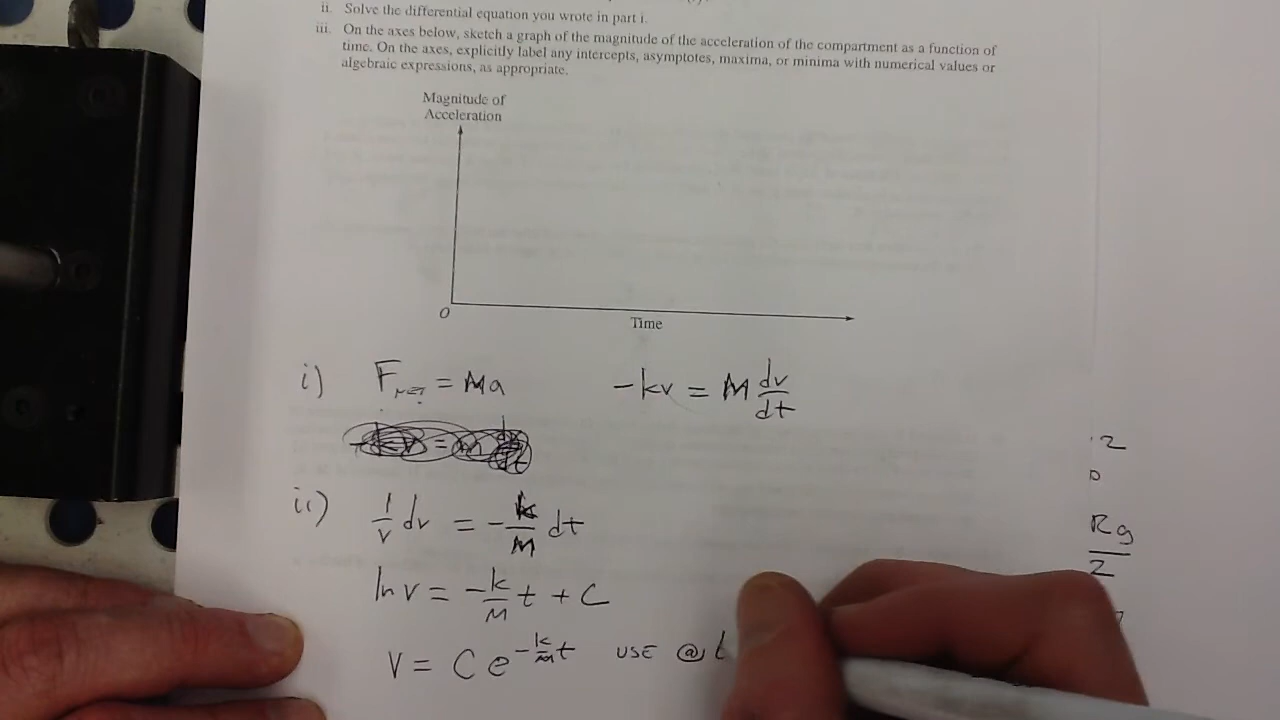 ii. Solve the differential equation you wrote in part i.
iii. On the axes below, sketch a graph of the magnitude of the acceleration of the compartment as a function of
time. On the axes, explicitly label any intercepts, asymptotes, maxima, or minima with numerical values or
algebraic expressions, as appropriate.
Magnitude of
Acceleration
O
Time
i) F_NET = Ma -kv = M dv/dt
ii) 1/v dv = -k/M dt
ln v = -k/M t + C
V = C e^(-k/M t) USE @ t
2
Rg/2